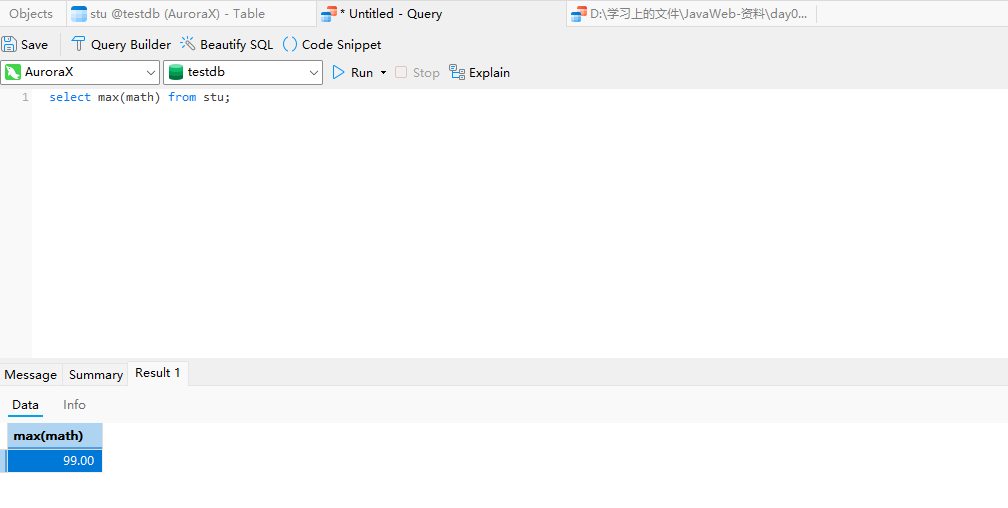 Objects stu @testdb (AuroraX) - Table * Untitled - Query D:\学习上的文件\JavaWeb-资料\day0...
Save Query Builder Beautify SQL () Code Snippet
AuroraX testdb Run Stop Explain
1 select max(math) from stu;
Message Summary Result 1
Data Info
max(math)
99.00